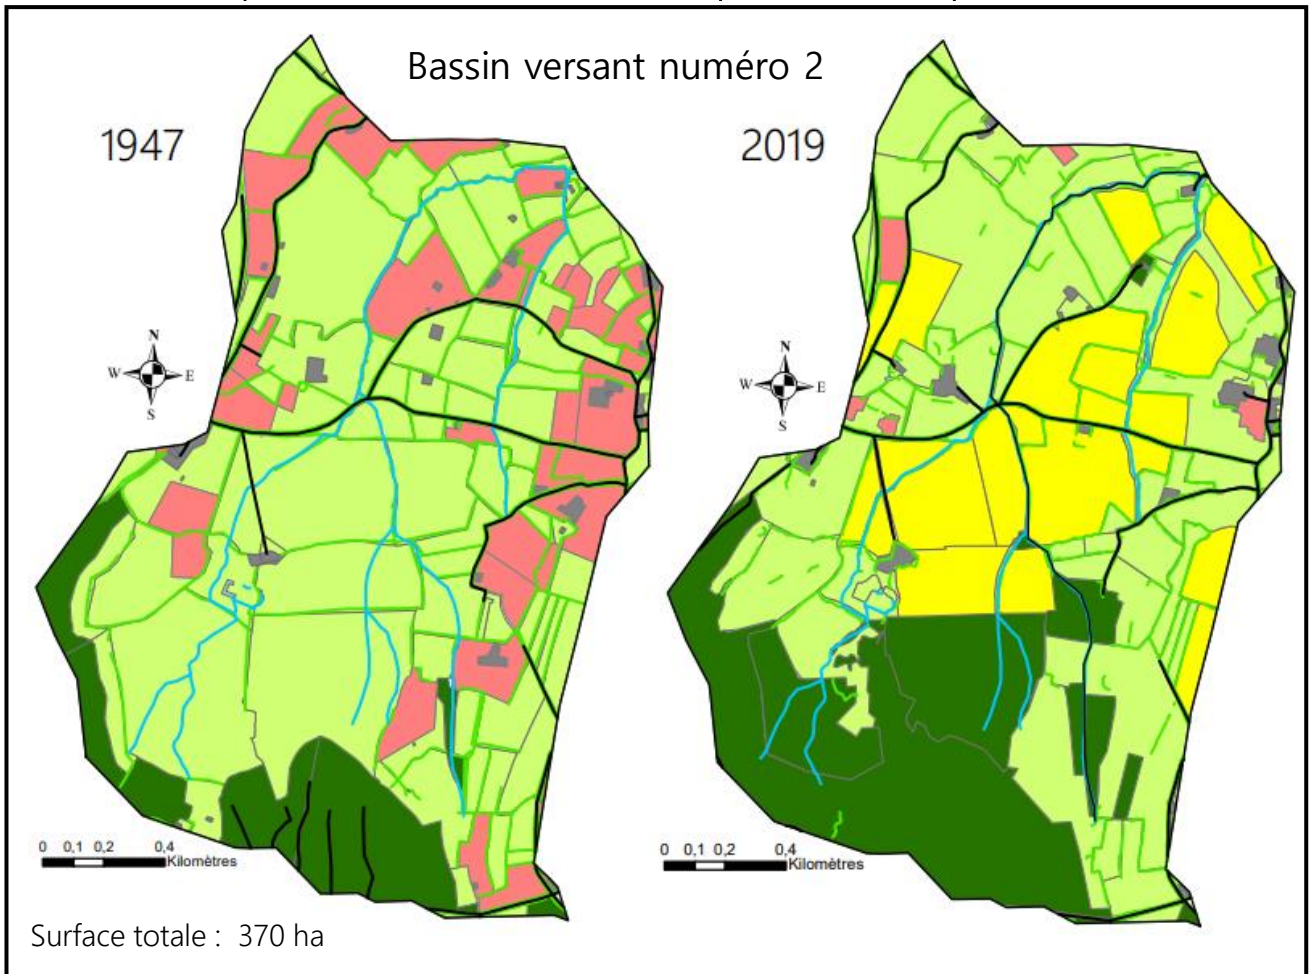 Bassin versant numéro 2
1947
2019
N
W E
S
N
W E
S
0 0,1 0,2 0,4
Kilomètres
0 0,1 0,2 0,4
Kilomètres
Surface totale : 370 ha